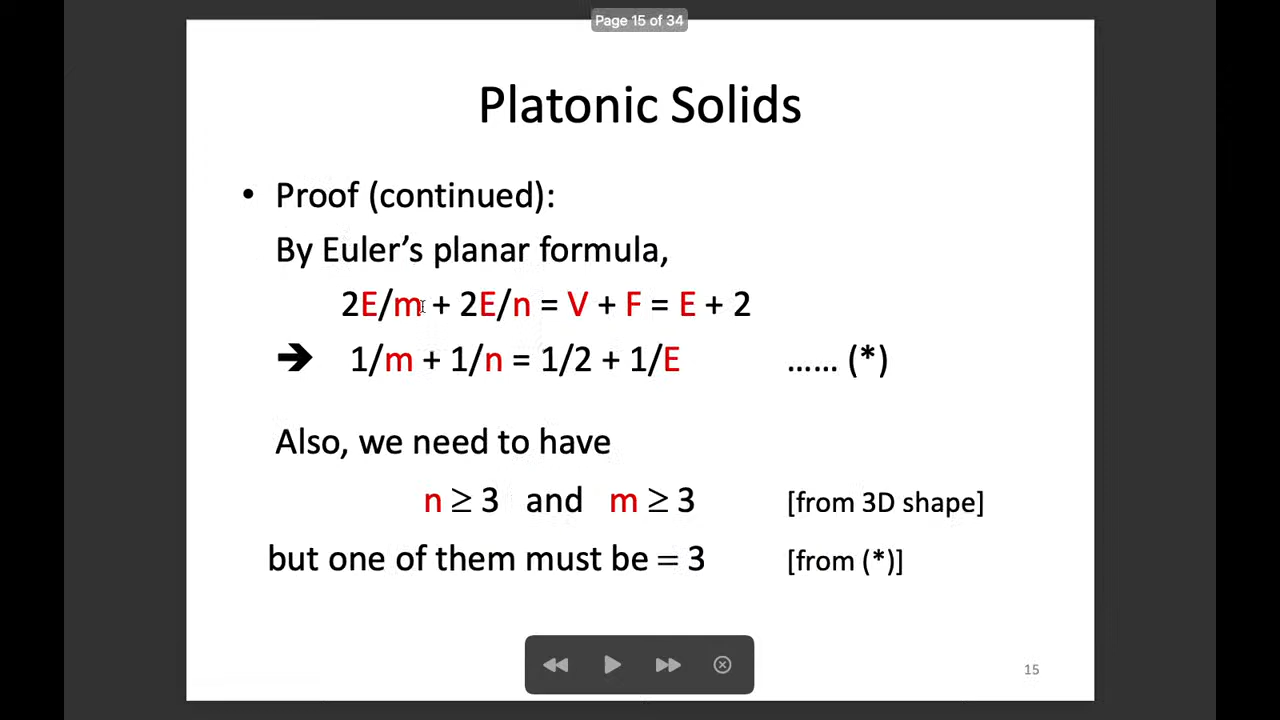 Page 15 of 34
Platonic Solids
• Proof (continued):
By Euler’s planar formula,
2E/m + 2E/n = V + F = E + 2
➔ 1/m + 1/n = 1/2 + 1/E …… (*)
Also, we need to have
n ≥ 3 and m ≥ 3 [from 3D shape]
but one of them must be = 3 [from (*)]
15